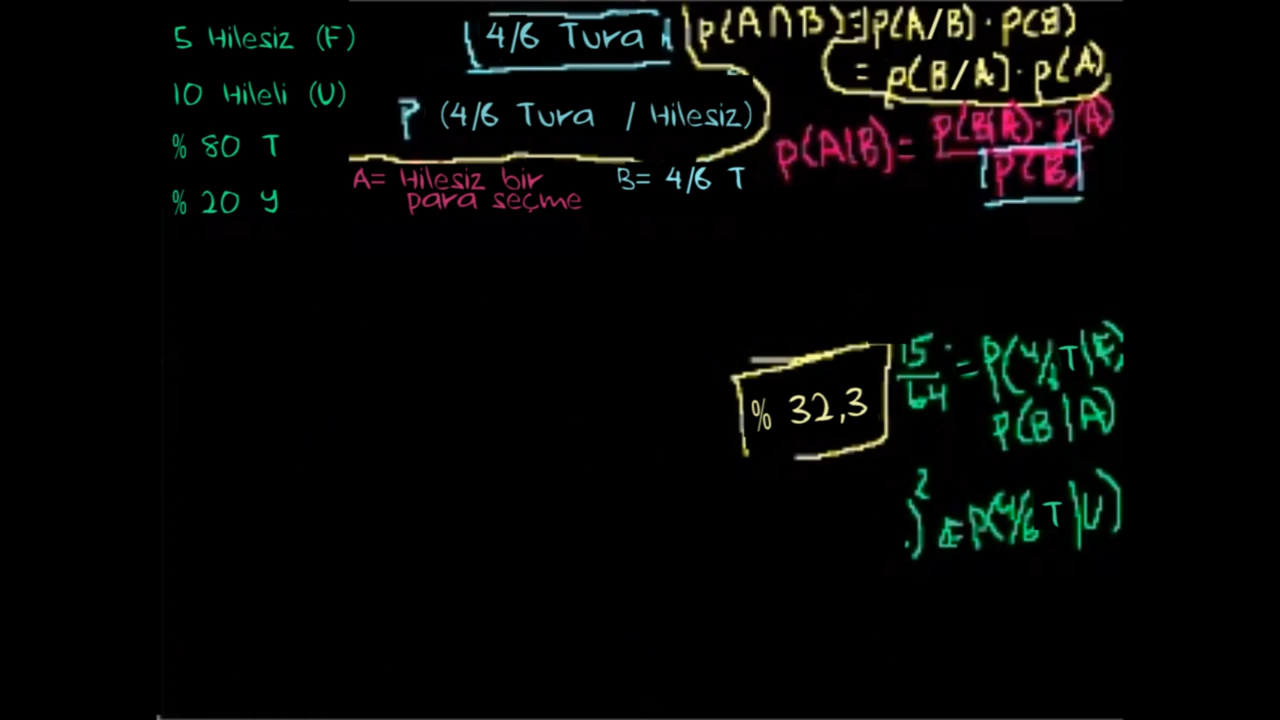 5 Hilesiz (F)
10 Hileli (U)
% 80 T
% 20 y
4/6 Tura
P (4/6 Tura / Hilesiz)
A= Hilesiz bir
para seçme
B= 4/6 T
P(A∩B)=P(A/B)·P(B)
= P(B/A)·P(A)
P(A|B)= P(B|A)·P(A)
P(B)
% 32,3
15
64
= P(4/6 T|F)
P(B|A)
.)² = P(4/6 T|U)